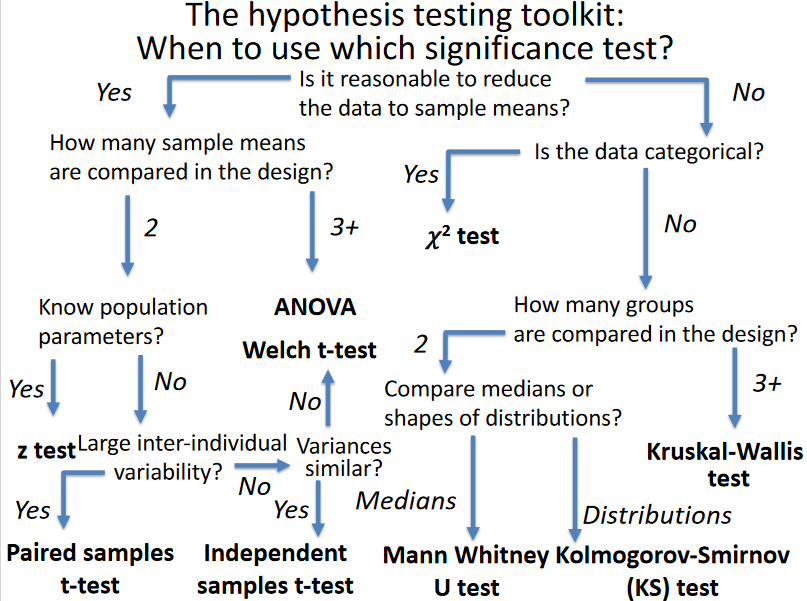 The hypothesis testing toolkit:
When to use which significance test?
Is it reasonable to reduce
the data to sample means?
Yes
No
How many sample means
are compared in the design?
Is the data categorical?
Yes
χ² test
No
2
3+
Know population
parameters?
ANOVA
Welch t-test
How many groups
are compared in the design?
2
3+
Yes
No
No
Compare medians or
shapes of distributions?
Kruskal-Wallis
test
z test
Large inter-individual
variability?
No
Variances
similar?
Yes
Yes
Medians
Distributions
Paired samples
t-test
Independent
samples t-test
Mann Whitney
U test
Kolmogorov-Smirnov
(KS) test